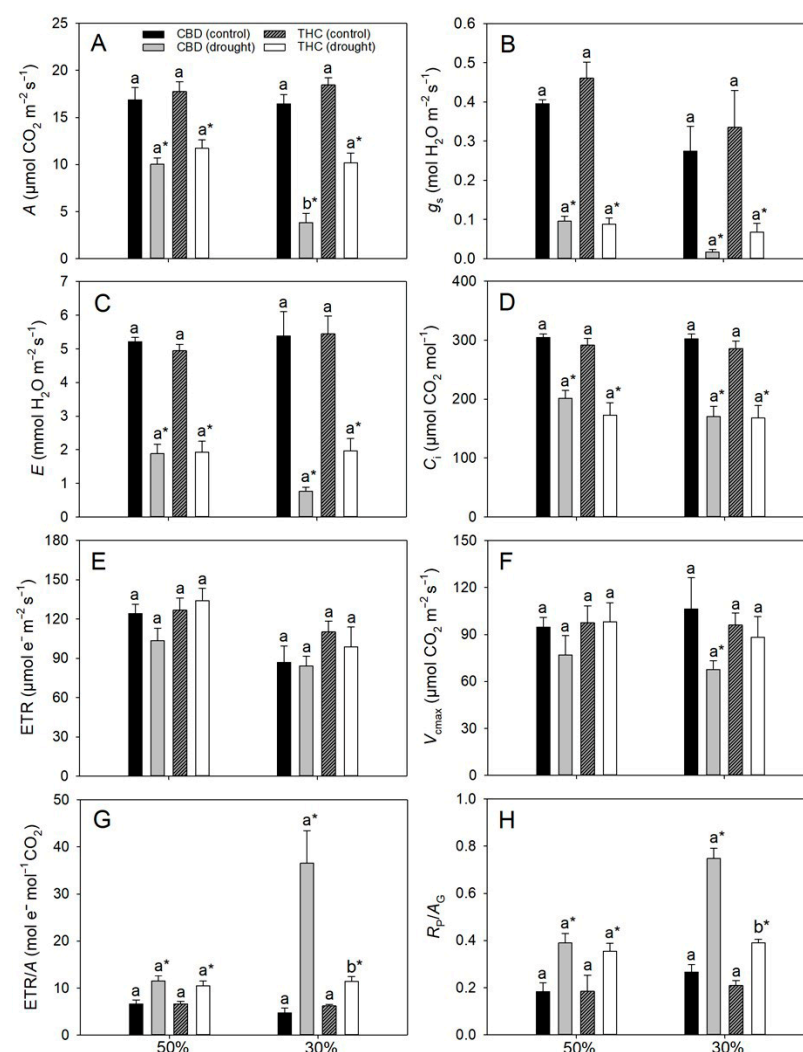 A
CBD (control) THC (control)
CBD (drought) THC (drought)
A (μmol CO₂ m⁻² s⁻¹)
25
20
15
10
5
0
a a a* a*
a b* a a*
B
gₛ (mol H₂O m⁻² s⁻¹)
0.6
0.5
0.4
0.3
0.2
0.1
0.0
a a* a a*
a a* a a*
C
E (mmol H₂O m⁻² s⁻¹)
7
6
5
4
3
2
1
0
a a* a a*
a a* a a*
D
Cᵢ (μmol CO₂ mol⁻¹)
400
300
200
100
0
a a* a a*
a a* a a*
E
ETR (μmol e⁻ m⁻² s⁻¹)
180
150
120
90
60
30
0
a a a a
a a a a
F
Vcmax (μmol CO₂ m⁻² s⁻¹)
150
120
90
60
30
0
a a a a
a a* a a
G
ETR/A (mol e⁻ mol⁻¹CO₂)
50
40
30
20
10
0
a a* a a*
a a* a b*
50% 30%
H
RP/AG
1.0
0.8
0.6
0.4
0.2
0.0
a a* a a*
a a* a b*
50% 30%